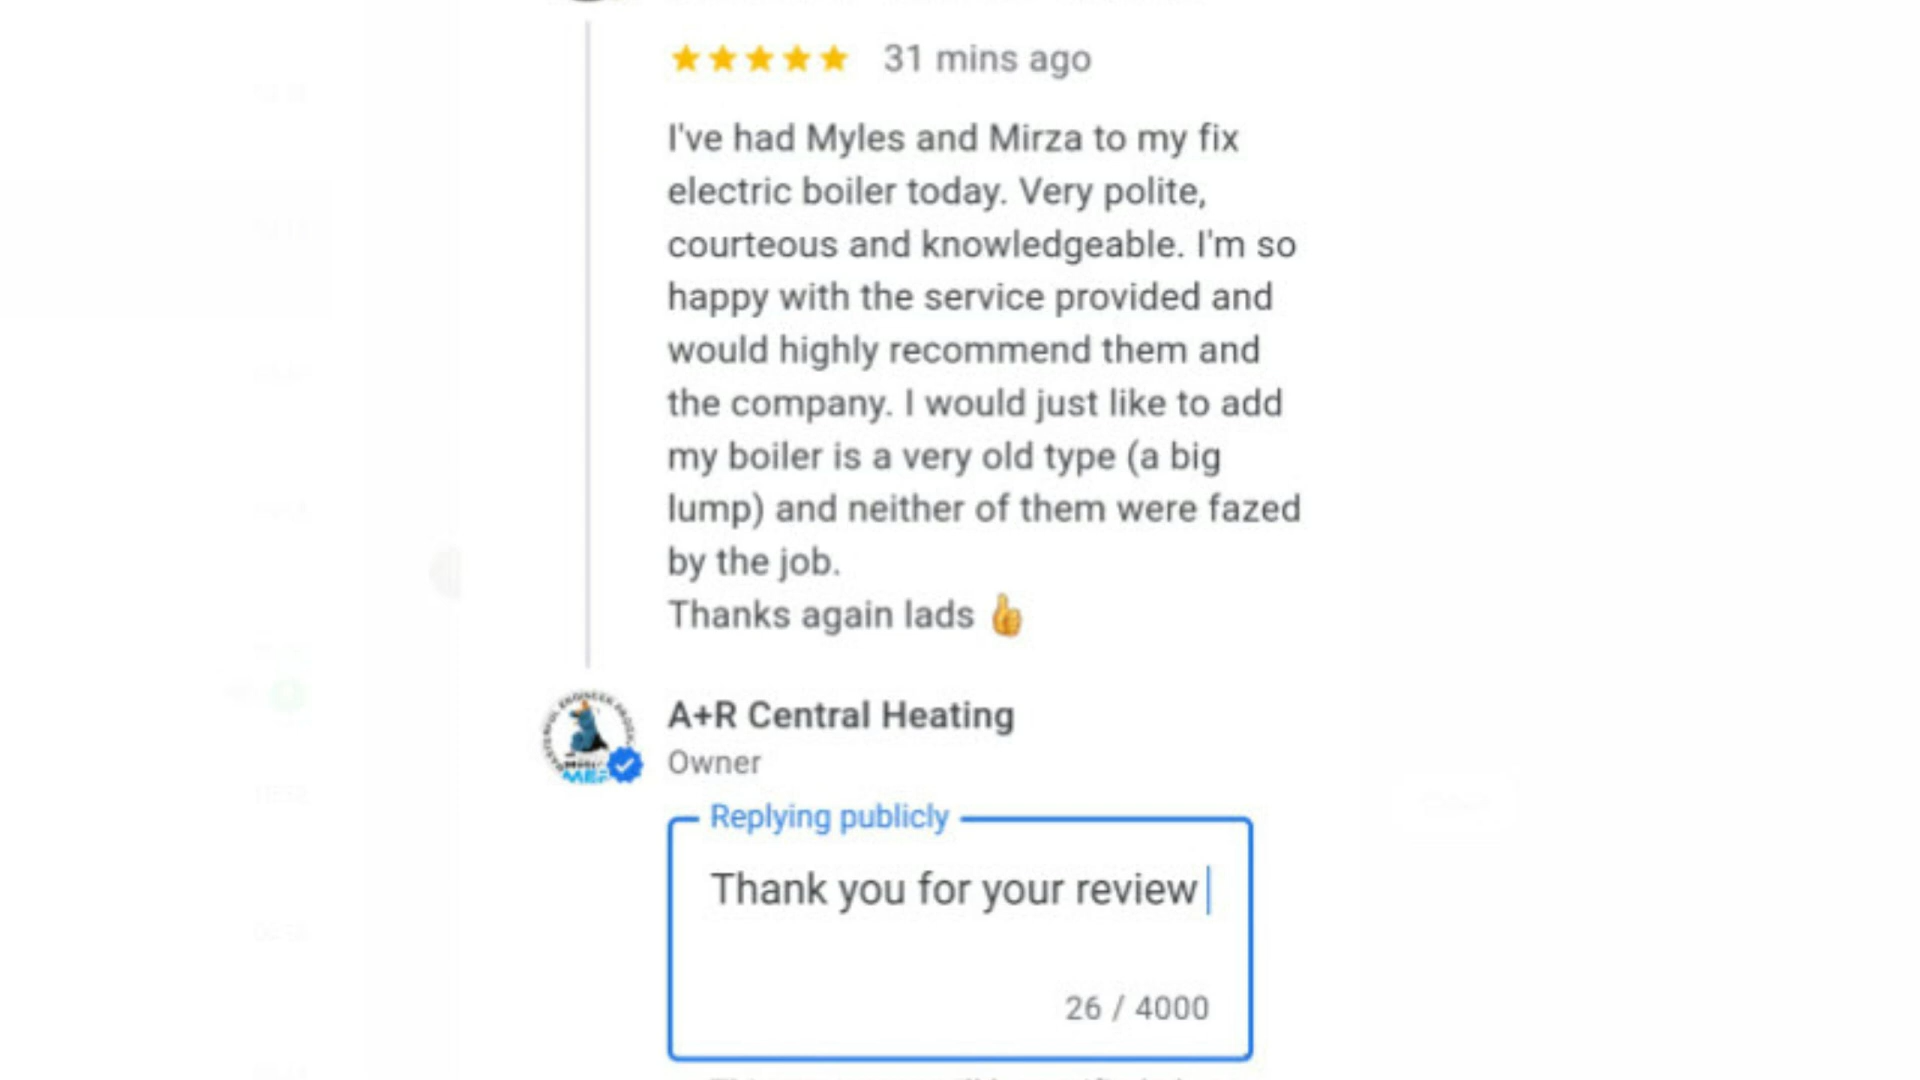 31 mins ago
I've had Myles and Mirza to my fix
electric boiler today. Very polite,
courteous and knowledgeable. I'm so
happy with the service provided and
would highly recommend them and
the company. I would just like to add
my boiler is a very old type (a big
lump) and neither of them were fazed
by the job.
Thanks again lads 👍
A+R Central Heating
Owner
Replying publicly
Thank you for your review
26 / 4000